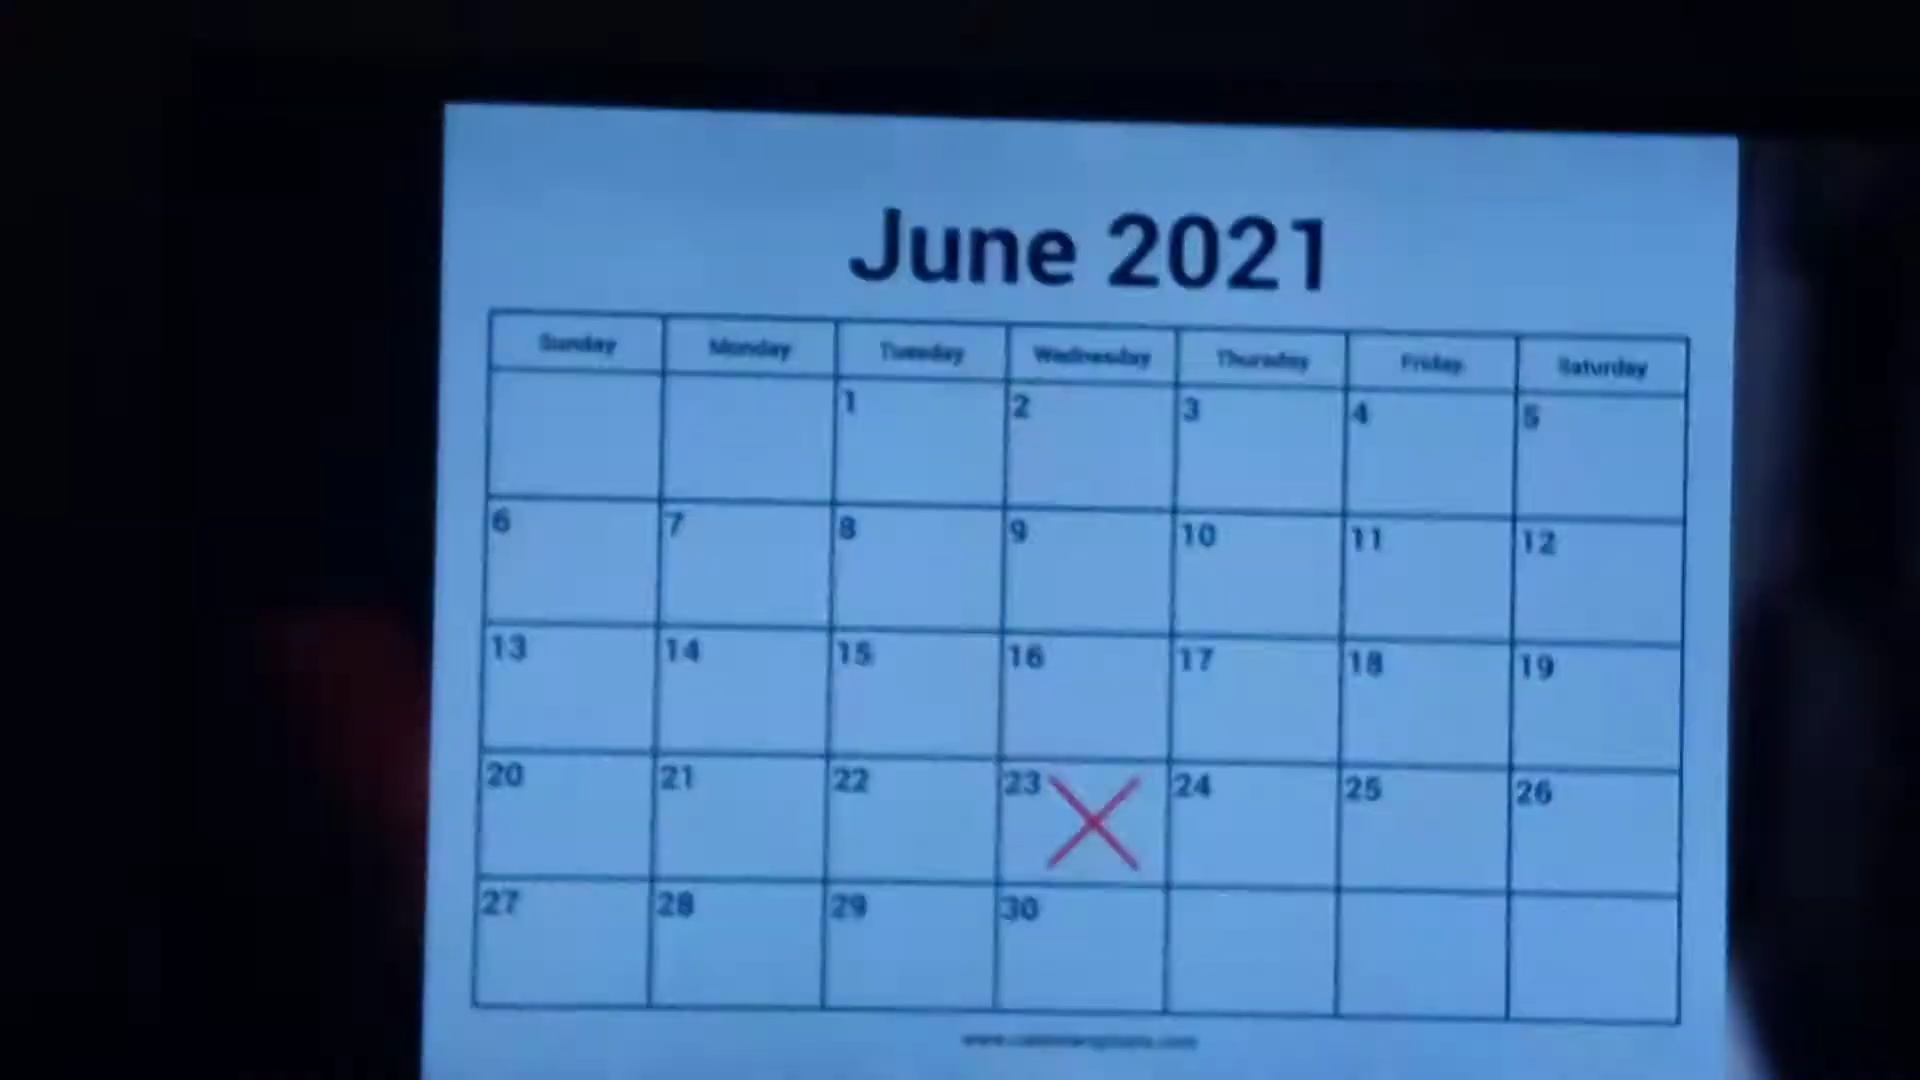 June 2021
Sunday Monday Tuesday Wednesday Thursday Friday Saturday
1 2 3 4 5
6 7 8 9 10 11 12
13 14 15 16 17 18 19
20 21 22 23 24 25 26
27 28 29 30